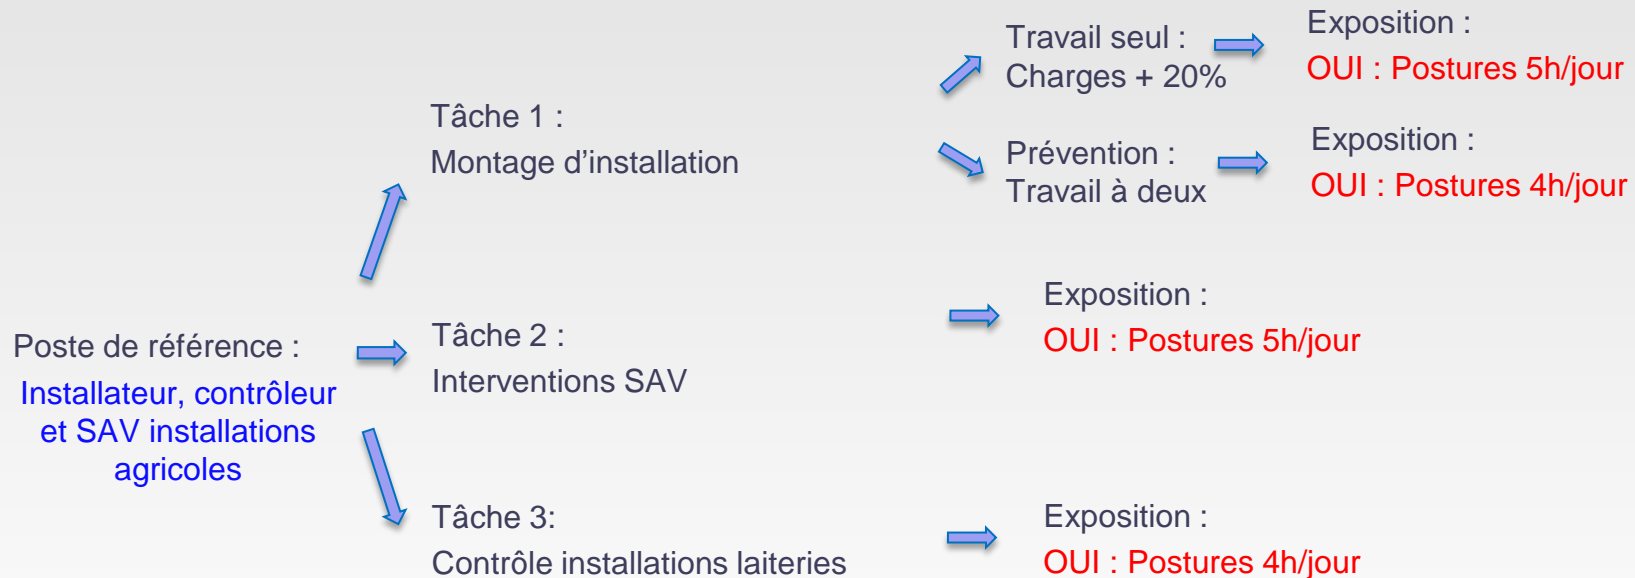 Poste de référence :
Installateur, contrôleur
et SAV installations
agricoles
Tâche 1 :
Montage d’installation
Travail seul :
Charges + 20%
Exposition :
OUI : Postures 5h/jour
Prévention :
Travail à deux
Exposition :
OUI : Postures 4h/jour
Tâche 2 :
Interventions SAV
Exposition :
OUI : Postures 5h/jour
Tâche 3:
Contrôle installations laiteries
Exposition :
OUI : Postures 4h/jour